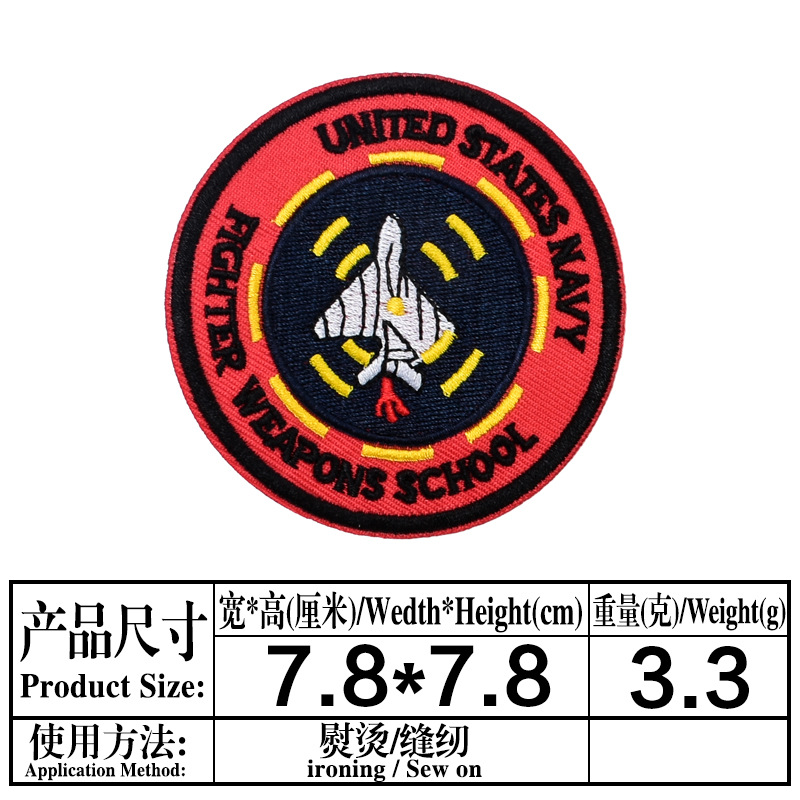 UNITED STATES NAVY
FIGHTER WEAPONS SCHOOL
产品尺寸
Product Size:
宽*高(厘米)/Wedth*Height(cm)
重量(克)/Weight(g)
7.8*7.8
3.3
使用方法:
Application Method:
熨烫/缝纫
ironing / Sew on